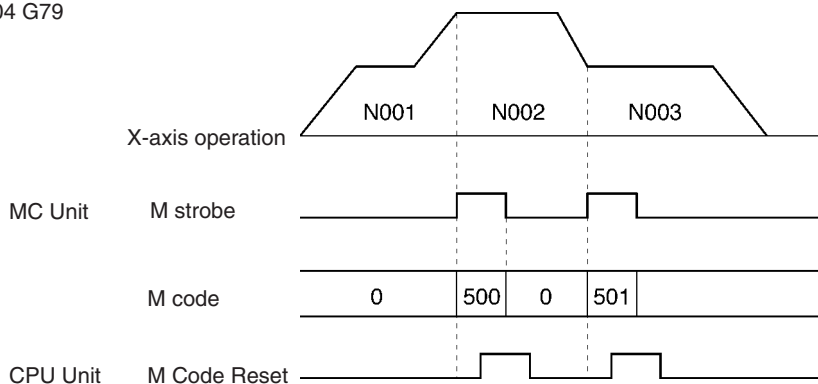 04 G79
N001 N002 N003
X-axis operation
MC Unit M strobe
M code 0 500 0 501
CPU Unit M Code Reset